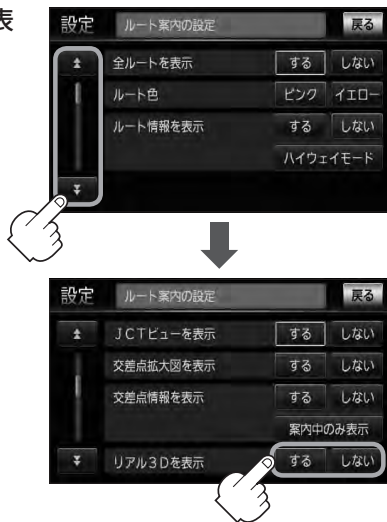 表
設定 ルート案内の設定 戻る
全ルートを表示 する しない
ルート色 ピンク イエロー
ルート情報を表示 する しない
ハイウェイモード
設定 ルート案内の設定 戻る
JCTビューを表示 する しない
交差点拡大図を表示 する しない
交差点情報を表示 する しない
案内中のみ表示
リアル3Dを表示 する しない